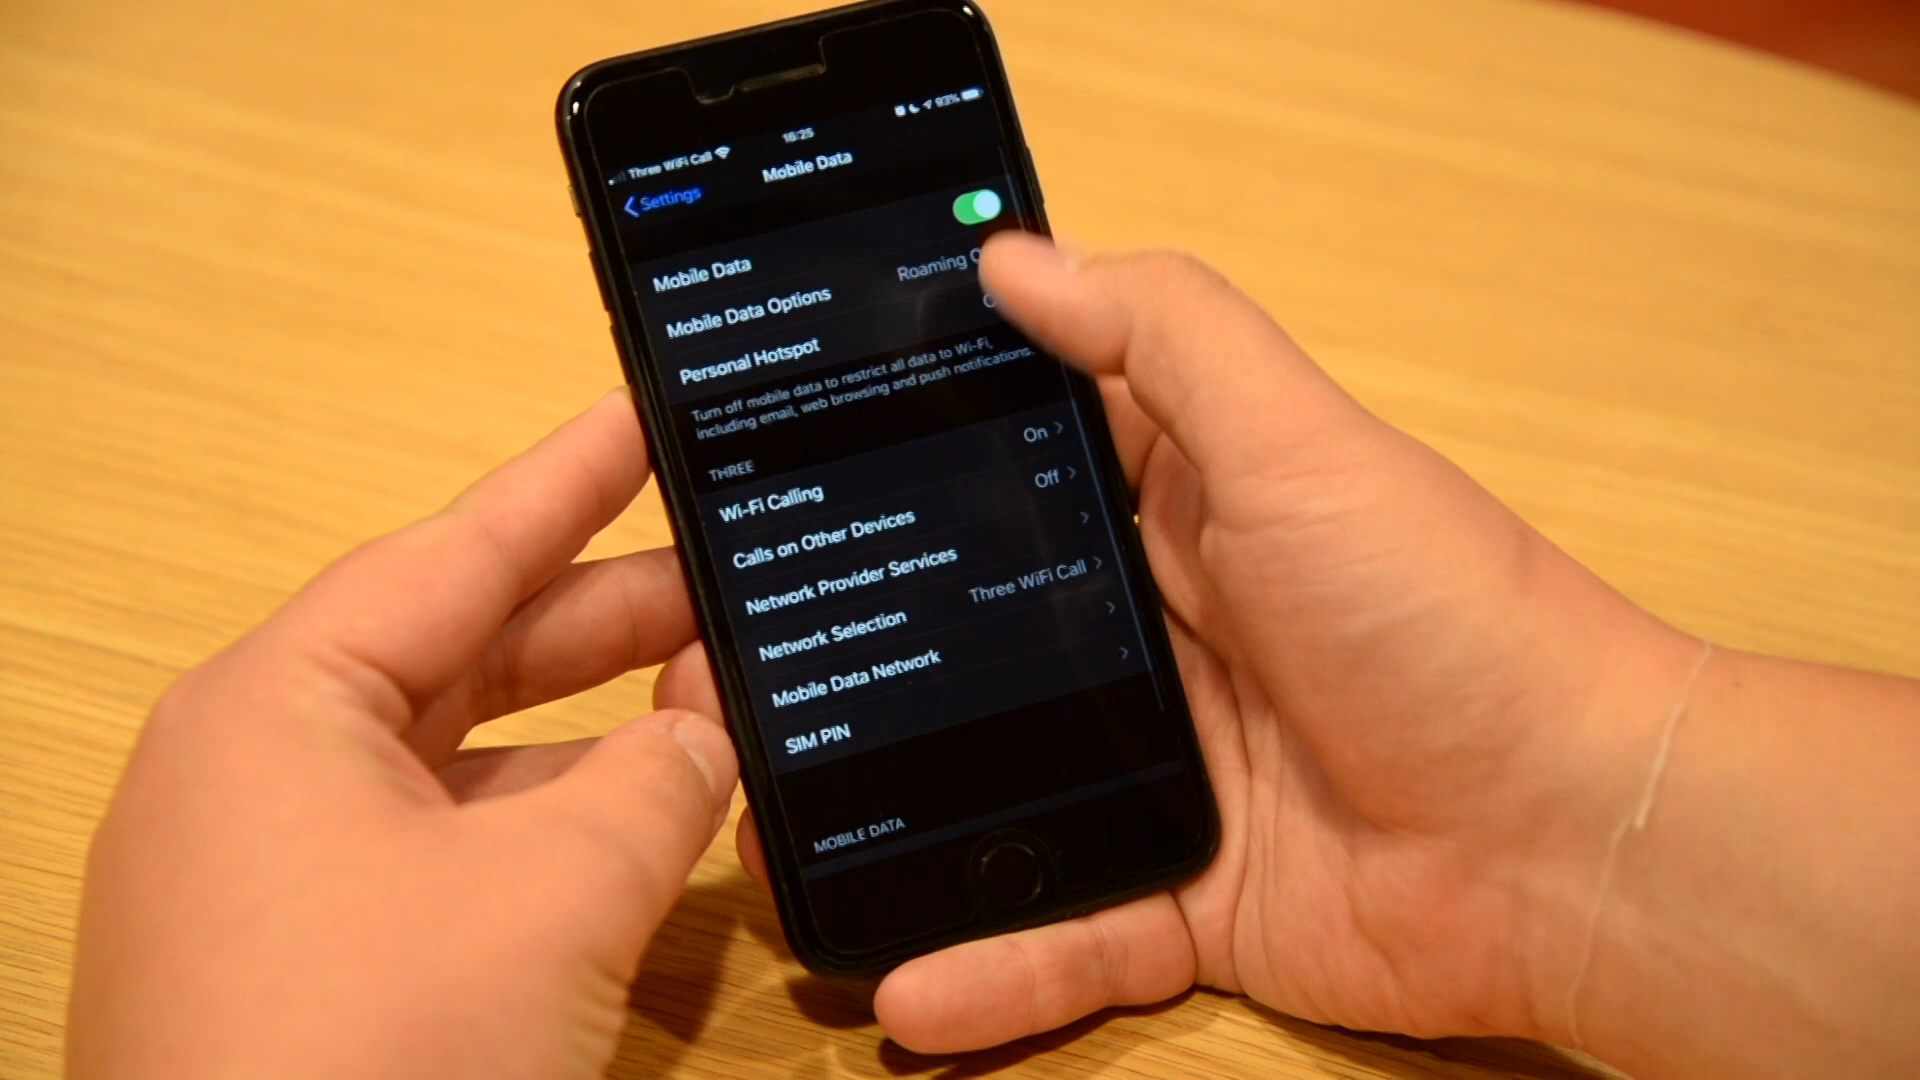 Three WiFi Call
16:25
93%
Settings
Mobile Data
Mobile Data
Mobile Data Options
Roaming
Personal Hotspot
Turn off mobile data to restrict all data to Wi-Fi,
including email, web browsing and push notifications.
THREE
Wi-Fi Calling On
Calls on Other Devices Off
Network Provider Services
Network Selection Three WiFi Call
Mobile Data Network
SIM PIN
MOBILE DATA